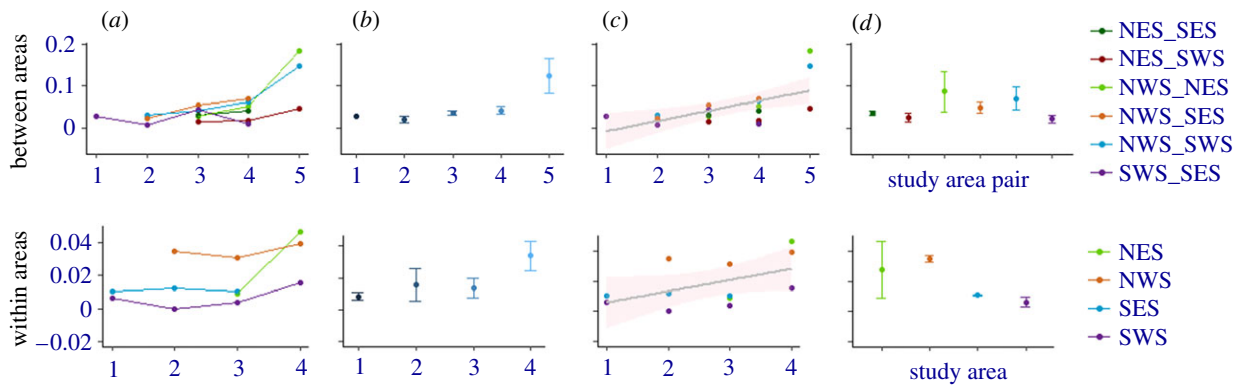 (a) (b) (c) (d)
between areas
0.2
0.1
0
1 2 3 4 5
1 2 3 4 5
1 2 3 4 5
study area pair
NES_SES
NES_SWS
NWS_NES
NWS_SES
NWS_SWS
SWS_SES
within areas
0.04
0.02
0
−0.02
1 2 3 4
1 2 3 4
1 2 3 4
study area
NES
NWS
SES
SWS